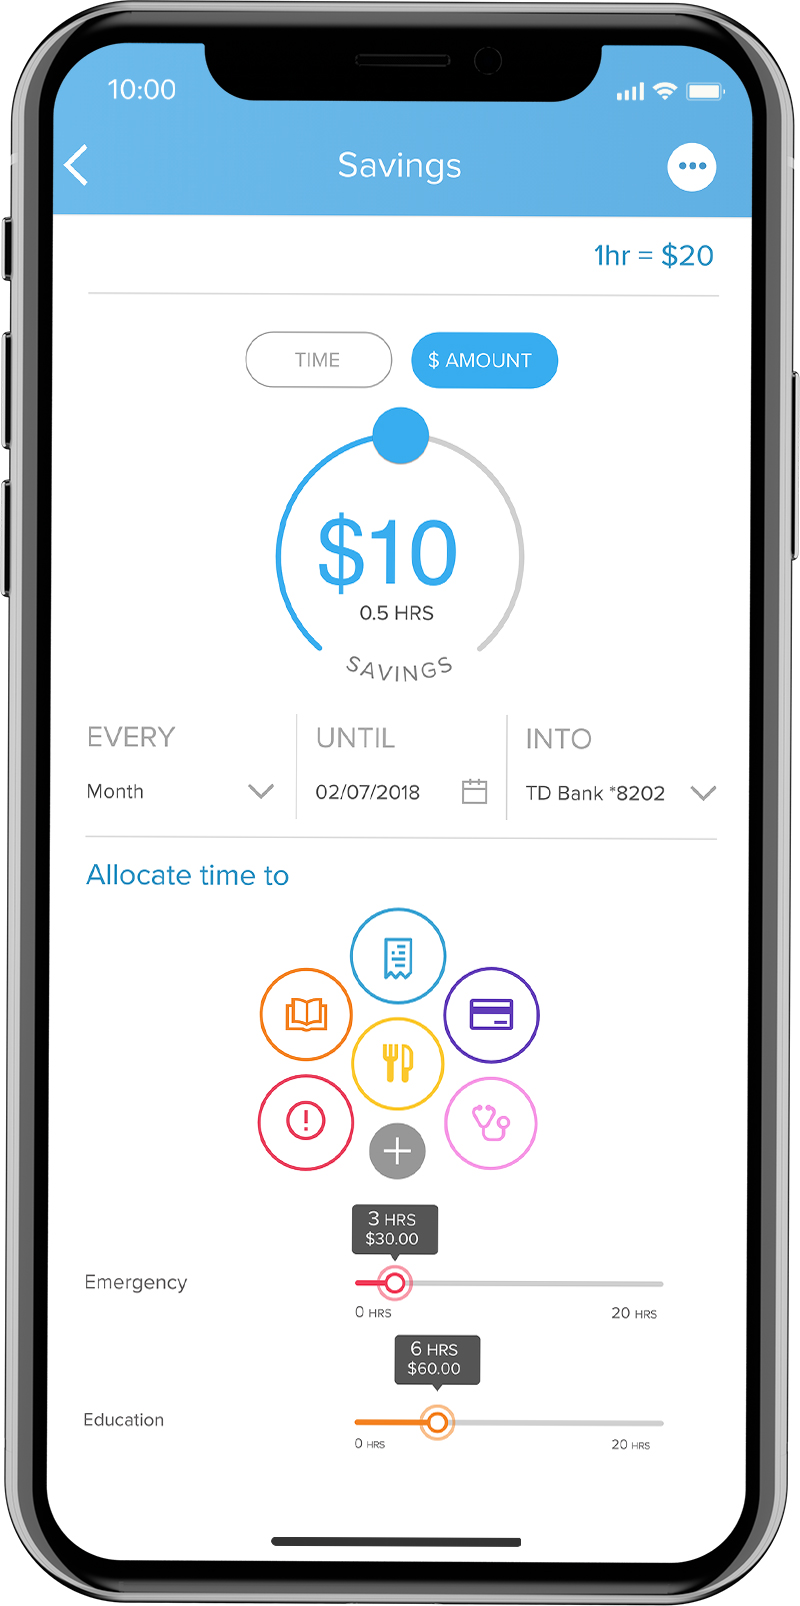 10:00
Savings
1hr = $20
TIME
$ AMOUNT
$10
0.5 HRS
SAVINGS
EVERY
UNTIL
INTO
Month
02/07/2018
TD Bank *8202
Allocate time to
3 HRS
$30.00
Emergency
0 HRS
20 HRS
6 HRS
$60.00
Education
0 HRS
20 HRS